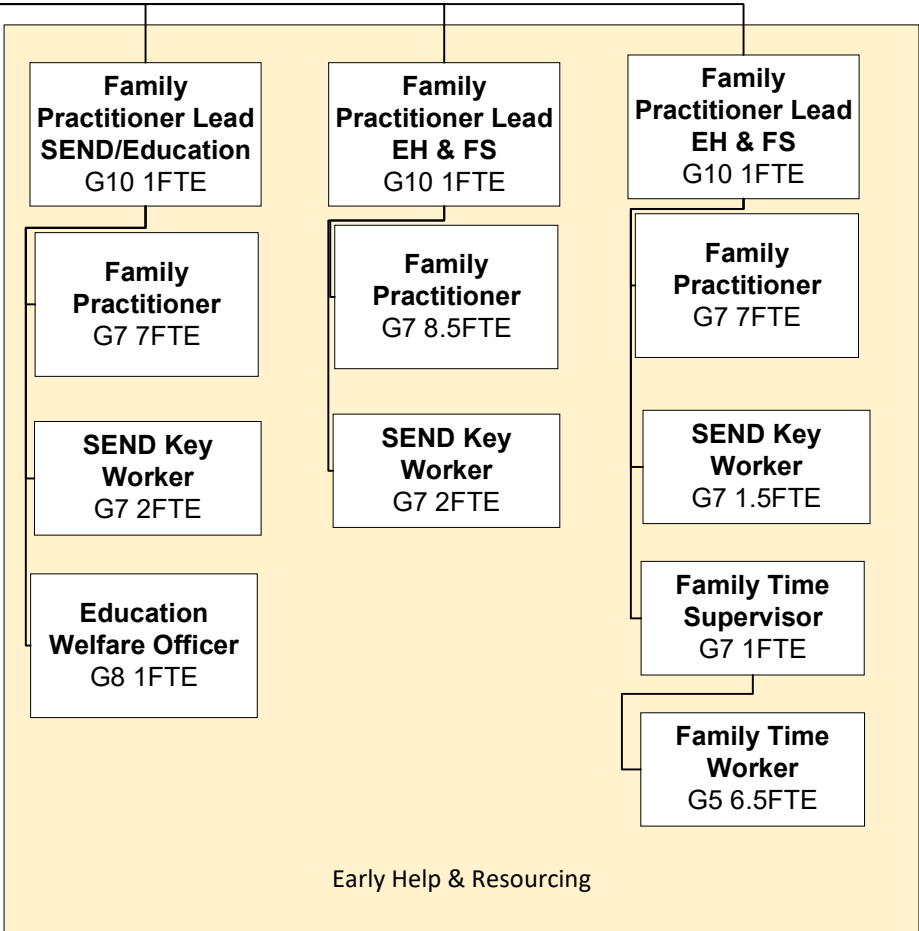 Family
Practitioner Lead
SEND/Education
G10 1FTE
Family
Practitioner
G7 7FTE
SEND Key
Worker
G7 2FTE
Education
Welfare Officer
G8 1FTE
Family
Practitioner Lead
EH & FS
G10 1FTE
Family
Practitioner
G7 8.5FTE
SEND Key
Worker
G7 2FTE
Family
Practitioner Lead
EH & FS
G10 1FTE
Family
Practitioner
G7 7FTE
SEND Key
Worker
G7 1.5FTE
Family Time
Supervisor
G7 1FTE
Family Time
Worker
G5 6.5FTE
Early Help & Resourcing